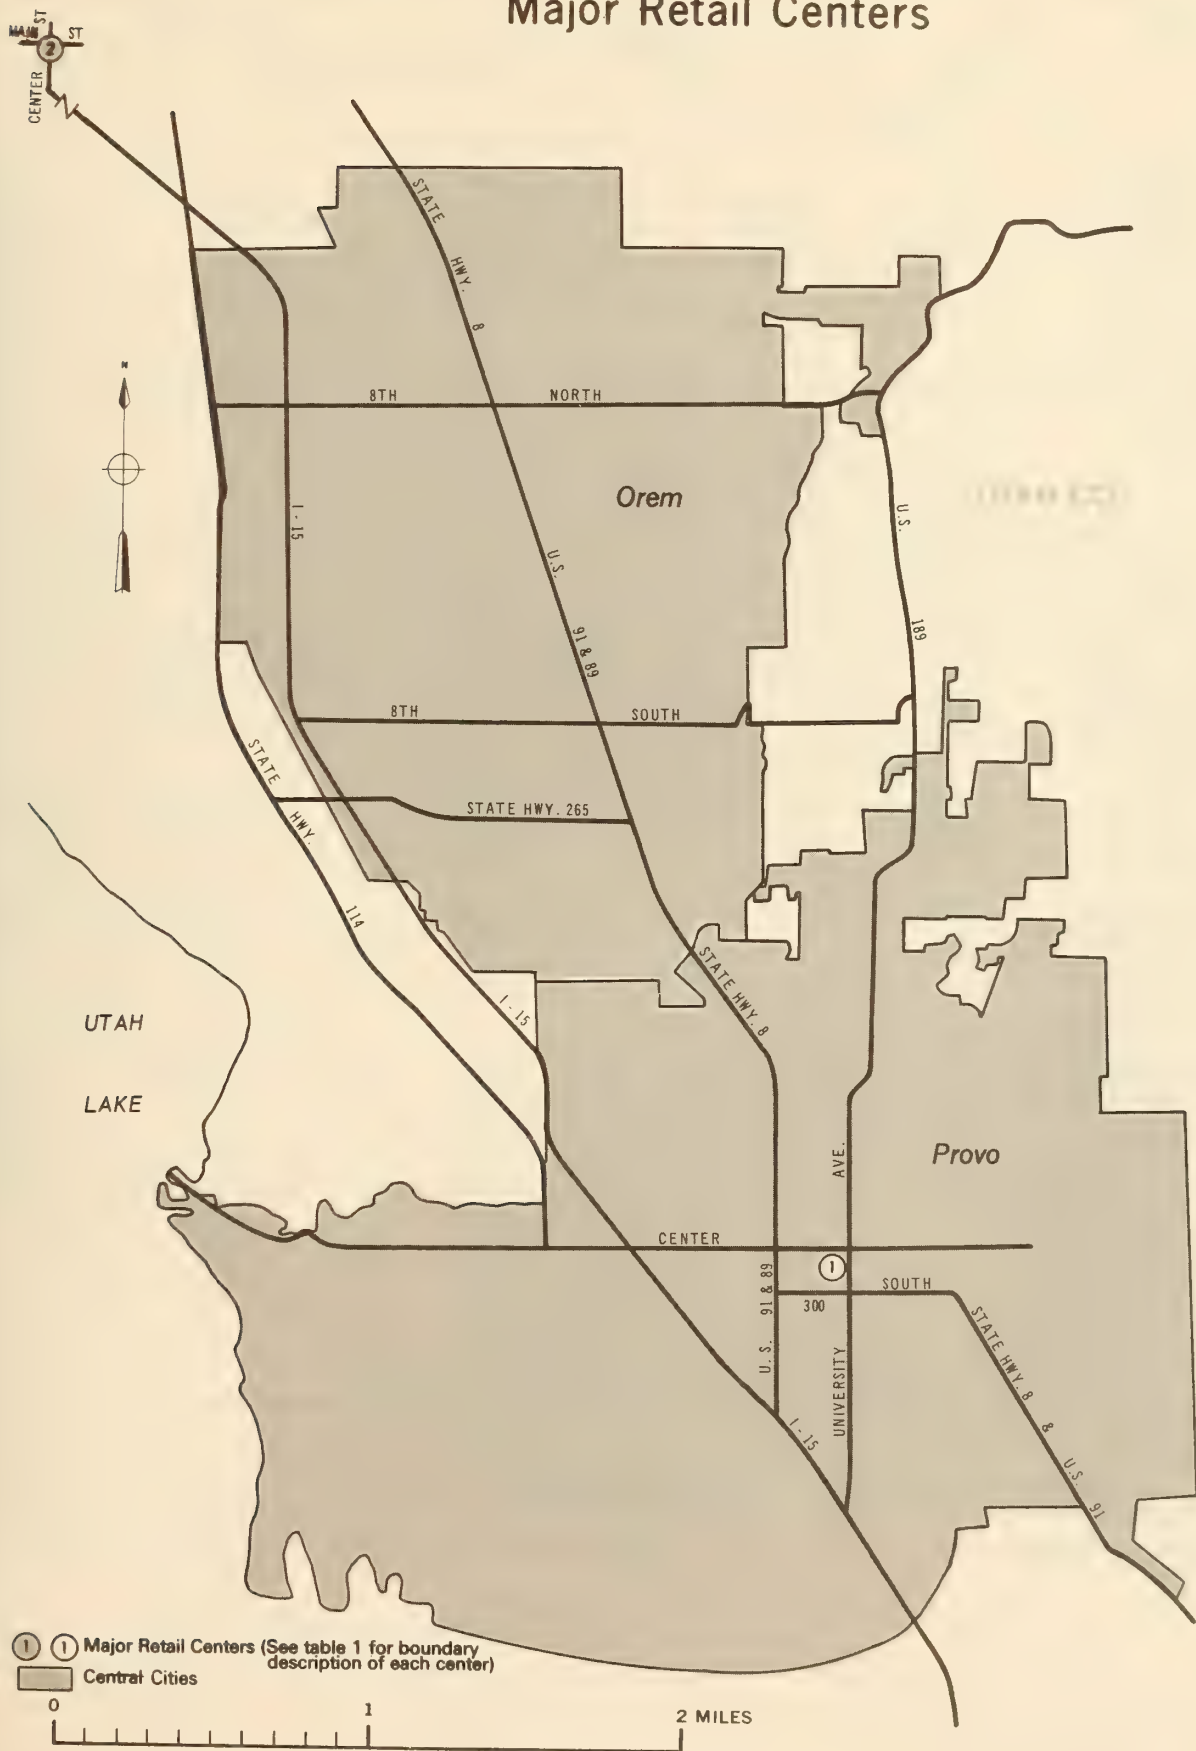 Major Retail Centers
MAIN ST
ST
2
CENTER
STATE HWY. 8
N
8TH NORTH
Orem
I - 15
U.S. 189
U.S. 91 & 89
8TH SOUTH
STATE HWY. 114
STATE HWY. 265
STATE HWY. 8
I - 15
UTAH
LAKE
Provo
AVE.
CENTER
1
U.S. 91 & 89
300 SOUTH
UNIVERSITY
STATE HWY. 8 & U.S. 91
I - 15
1 1 Major Retail Centers (See table 1 for boundary
description of each center)
Central Cities
0 1 2 MILES